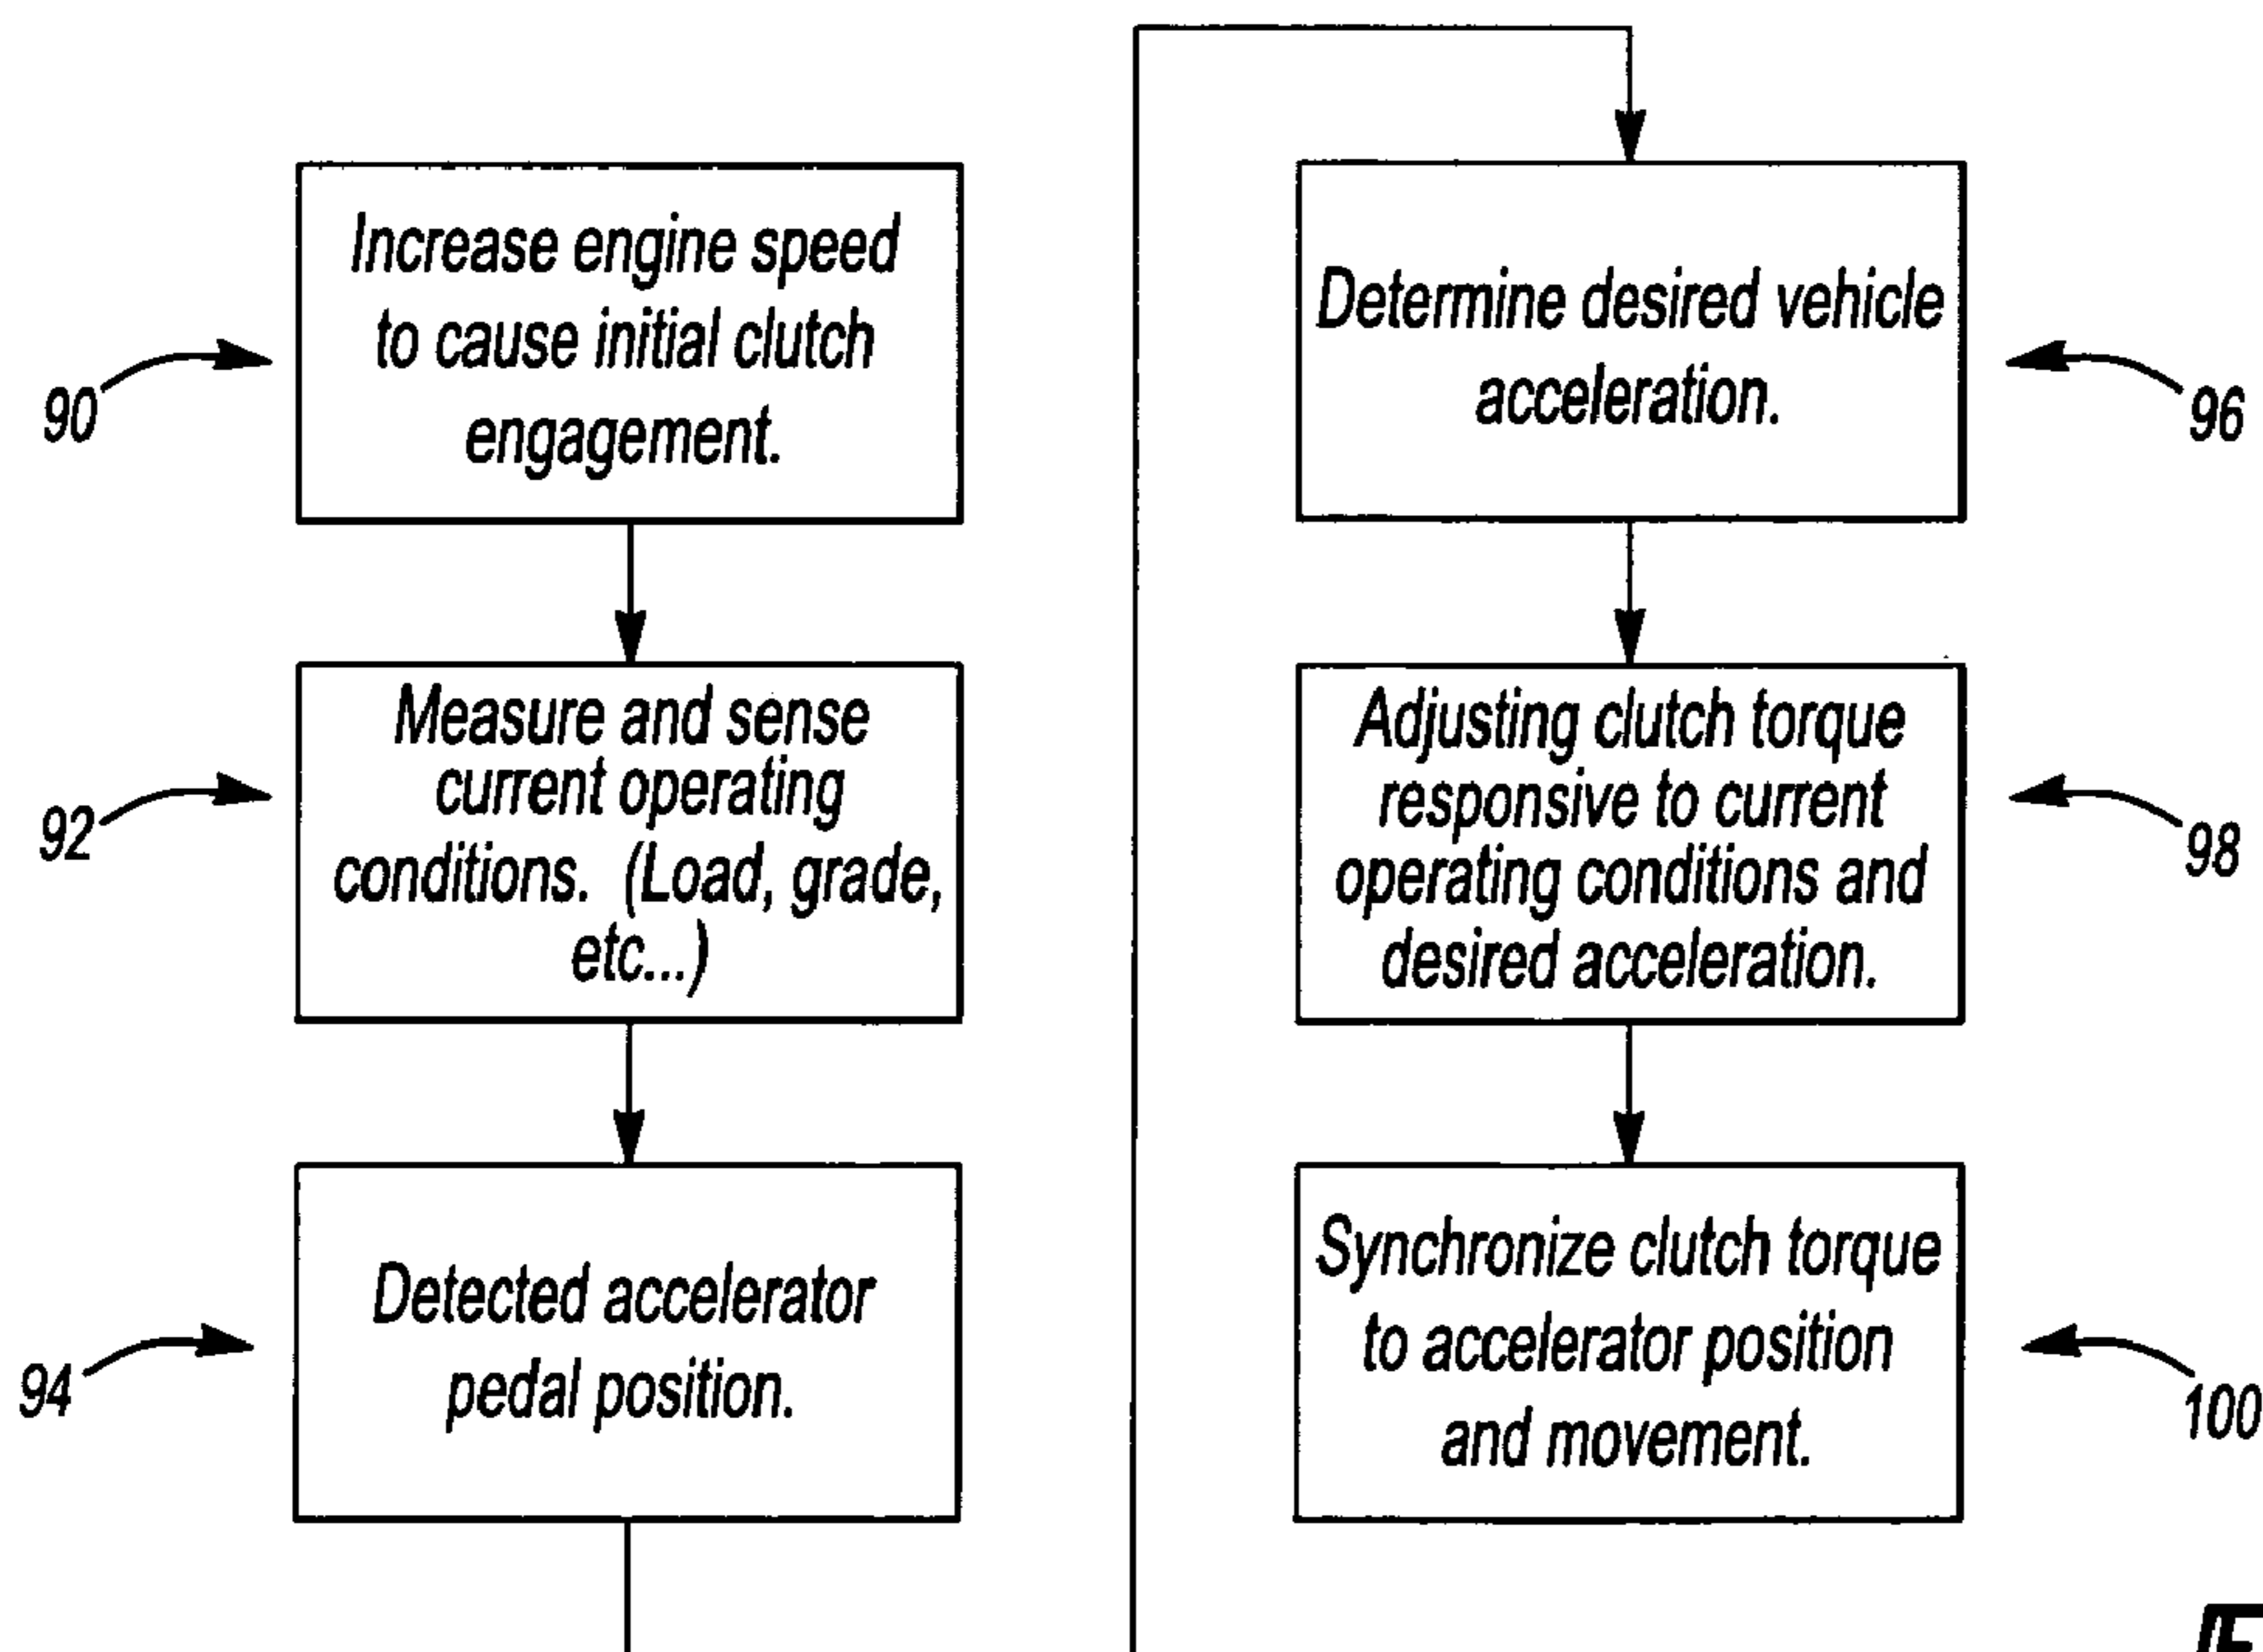 90
Increase engine speed
to cause initial clutch
engagement.
92
Measure and sense
current operating
conditions.  (Load, grade,
etc...)
94
Detected accelerator
pedal position.
Determine desired vehicle
acceleration.
96
Adjusting clutch torque
responsive to current
operating conditions and
desired acceleration.
98
Synchronize clutch torque
to accelerator position
and movement.
100